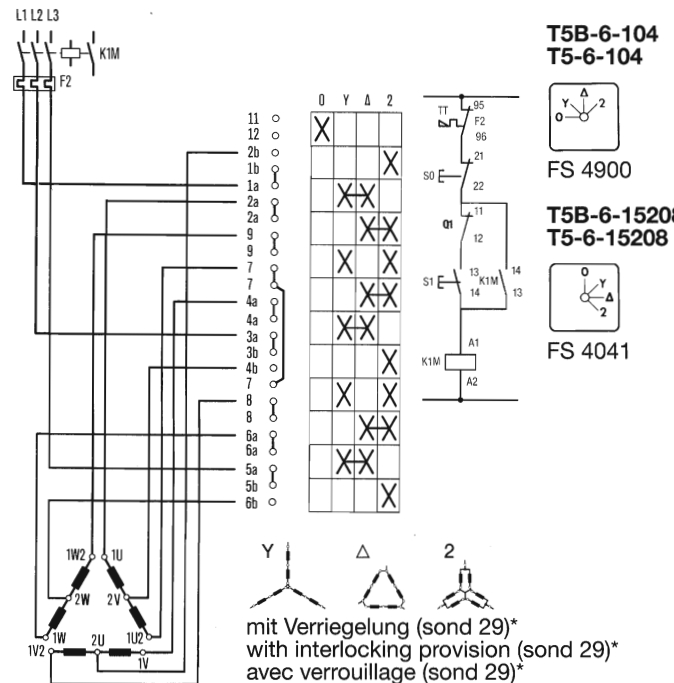 L1 L2 L3
K1M
F2
T5B-6-104
T5-6-104
0 Y Δ 2
11
12
2b
1b
1a
2a
2a
9
9
7
7
4a
4a
3a
3b
4b
7
8
8
6a
6a
5a
5b
6b
95
TT
F2
96
21
S0
22
11
Q1
12
13
S1
14
K1M
14
13
A1
K1M
A2
Δ
Y
2
0
FS 4900
T5B-6-15208
T5-6-15208
0
Y
Δ
2
FS 4041
1W2 1U
2W 2V
1W 2U 1U2
1V2 1V
Y Δ 2
mit Verriegelung (sond 29)*
with interlocking provision (sond 29)*
avec verrouillage (sond 29)*